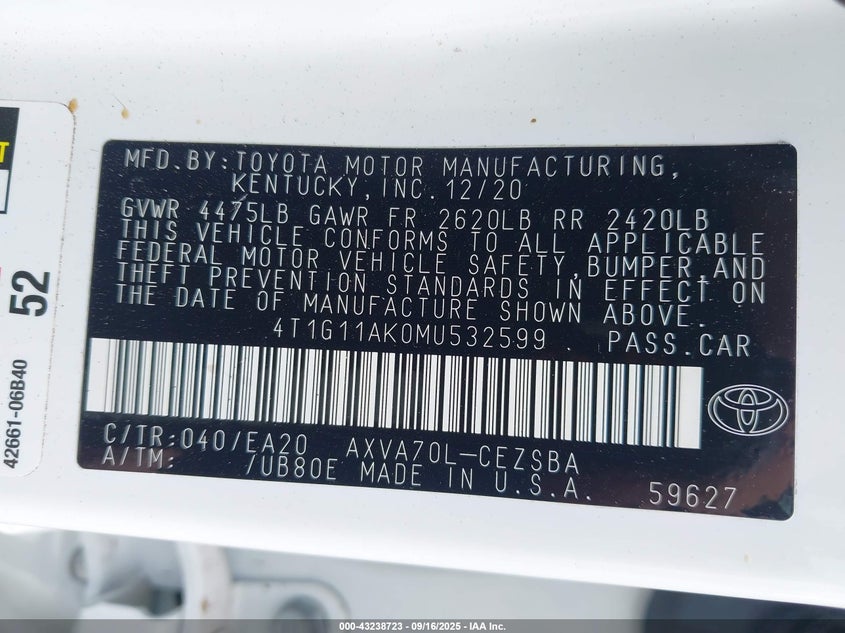 MFD.BY:TOYOTA MOTOR MANUFACTURING,
KENTUCKY,INC.12/20
GVWR 4475LB GAWR FR 2620LB RR 2420LB
THIS VEHICLE CONFORMS TO ALL APPLICABLE
FEDERAL MOTOR VEHICLE SAFETY,BUMPER,AND
THEFT PREVENTION STANDARDS IN EFFECT ON
THE DATE OF MANUFACTURE SHOWN ABOVE.
4T1G11AK0MU532599 PASS.CAR
C/TR:040/EA20 AXVA70L-CEZSBA
A/TM: /UB80E MADE IN U.S.A. 59627
52
42661-06B40
000-43238723 - 09/16/2025 - IAA Inc.